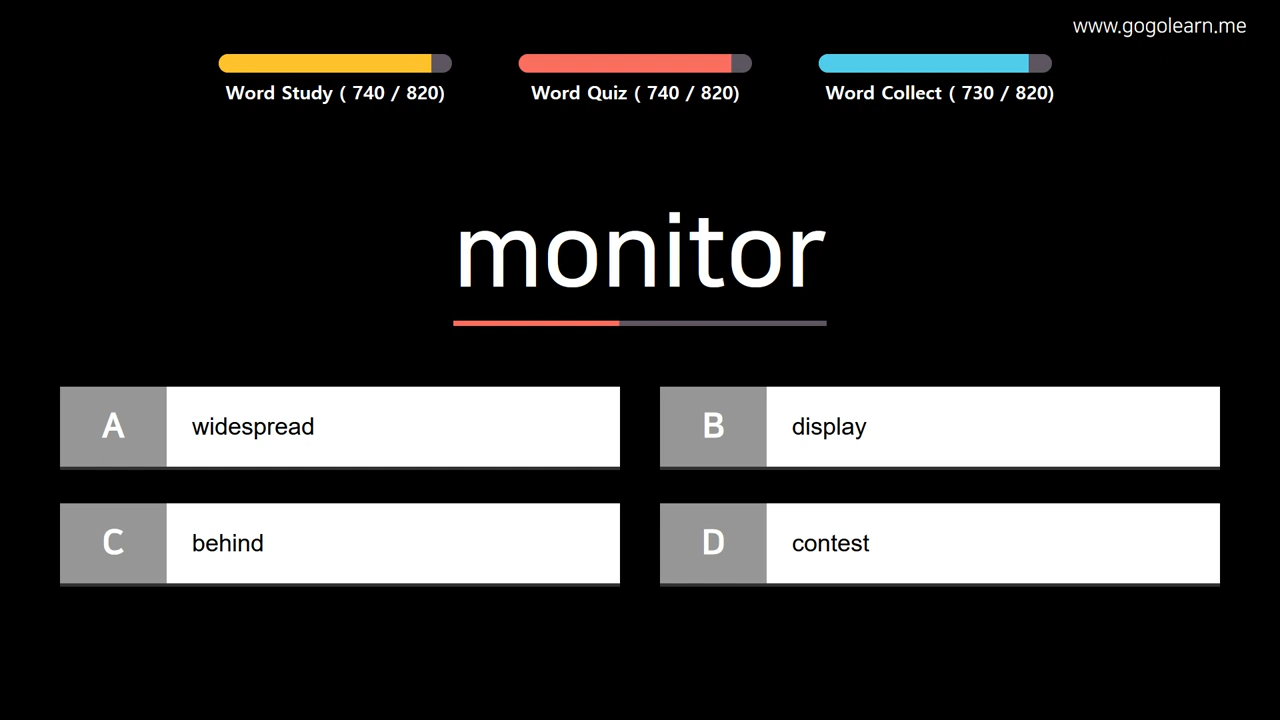 www.gogolearn.me
Word Study ( 740 / 820)
Word Quiz ( 740 / 820)
Word Collect ( 730 / 820)
monitor
A widespread
B display
C behind
D contest